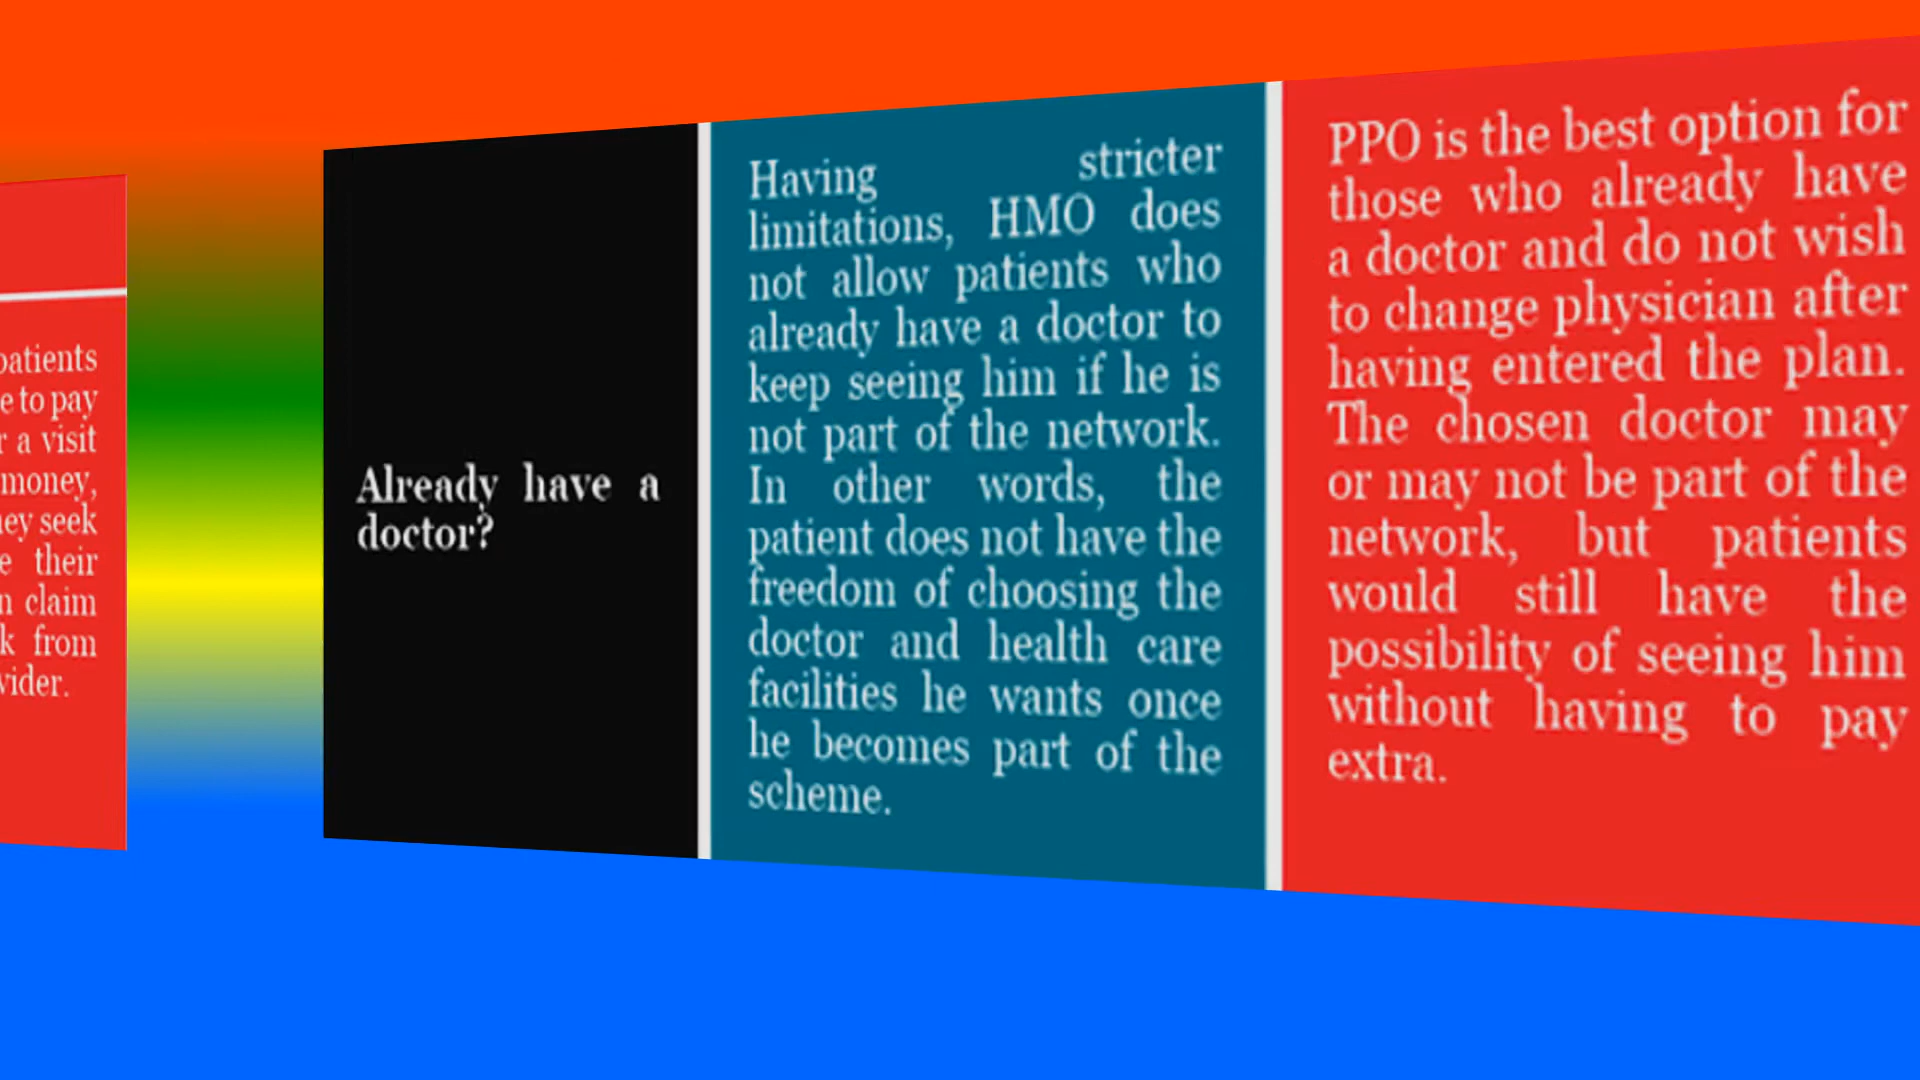 patients
e to pay
r a visit
money,
ey seek
e their
n claim
k from
vider.
Already have a
doctor?
Having stricter
limitations, HMO does
not allow patients who
already have a doctor to
keep seeing him if he is
not part of the network.
In other words, the
patient does not have the
freedom of choosing the
doctor and health care
facilities he wants once
he becomes part of the
scheme.
PPO is the best option for
those who already have
a doctor and do not wish
to change physician after
having entered the plan.
The chosen doctor may
or may not be part of the
network, but patients
would still have the
possibility of seeing him
without having to pay
extra.